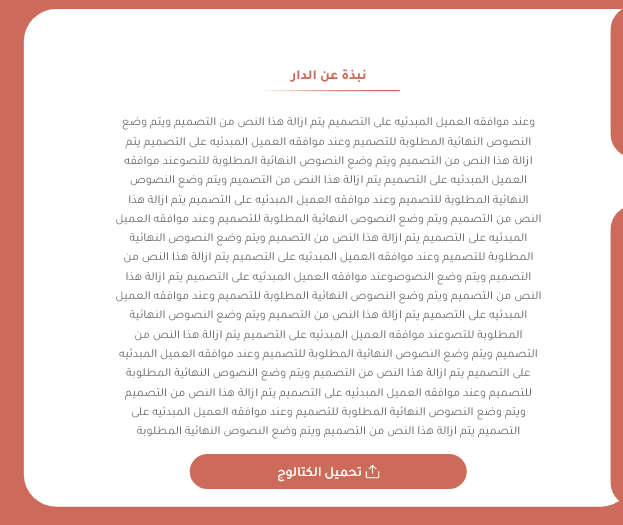 نبذة عن الدار
وعند موافقه العميل المبدئيه على التصميم يتم ازالة هذا النص من التصميم ويتم وضع
النصوص النهائية المطلوبة للتصميم وعند موافقه العميل المبدئيه على التصميم يتم
ازالة هذا النص من التصميم ويتم وضع النصوص النهائية المطلوبة للتصوعند موافقه
العميل المبدئيه على التصميم يتم ازالة هذا النص من التصميم ويتم وضع النصوص
النهائية المطلوبة للتصميم وعند موافقه العميل المبدئيه على التصميم يتم ازالة هذا
النص من التصميم ويتم وضع النصوص النهائية المطلوبة للتصميم وعند موافقه العميل
المبدئيه على التصميم يتم ازالة هذا النص من التصميم ويتم وضع النصوص النهائية
المطلوبة للتصميم وعند موافقه العميل المبدئيه على التصميم يتم ازالة هذا النص من
التصميم ويتم وضع النصوصوعند موافقه العميل المبدئيه على التصميم يتم ازالة هذا
النص من التصميم ويتم وضع النصوص النهائية المطلوبة للتصميم وعند موافقه العميل
المبدئيه على التصميم يتم ازالة هذا النص من التصميم ويتم وضع النصوص النهائية
المطلوبة للتصوعند موافقه العميل المبدئيه على التصميم يتم ازالة هذا النص من
التصميم ويتم وضع النصوص النهائية المطلوبة للتصميم وعند موافقه العميل المبدئيه
على التصميم يتم ازالة هذا النص من التصميم ويتم وضع النصوص النهائية المطلوبة
للتصميم وعند موافقه العميل المبدئيه على التصميم يتم ازالة هذا النص من التصميم
ويتم وضع النصوص النهائية المطلوبة للتصميم وعند موافقه العميل المبدئيه على
التصميم يتم ازالة هذا النص من التصميم ويتم وضع النصوص النهائية المطلوبة
تحميل الكتالوج